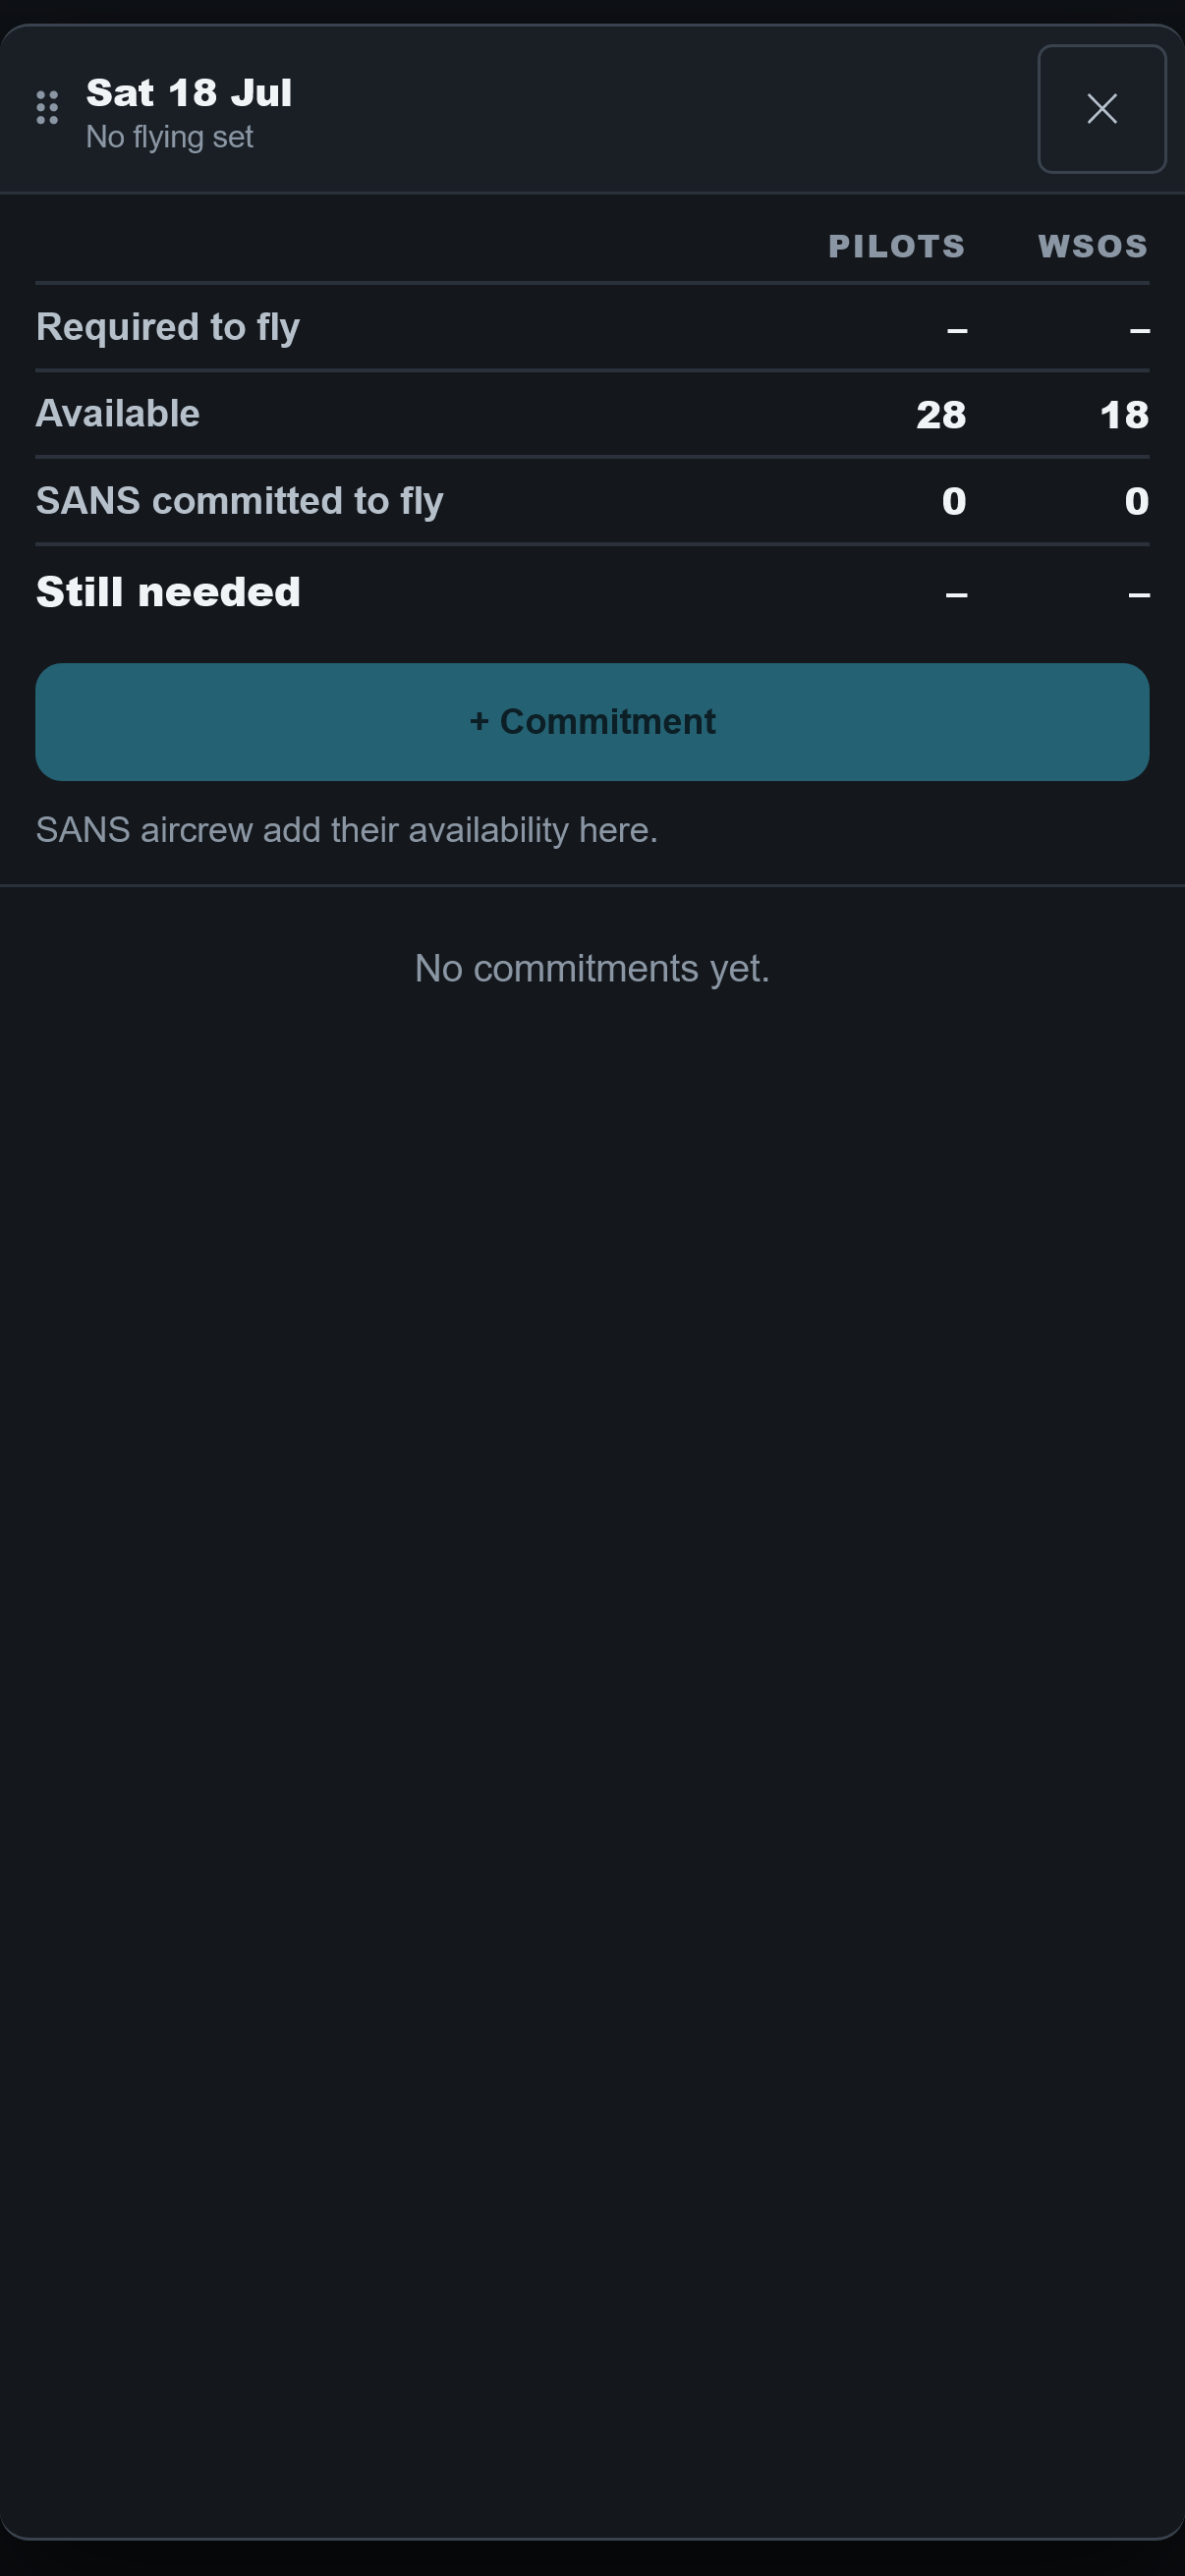 Sat 18 Jul
No flying set
PILOTS WSOS
Required to fly – –
Available 28 18
SANS committed to fly 0 0
Still needed – –
+ Commitment
SANS aircrew add their availability here.
No commitments yet.